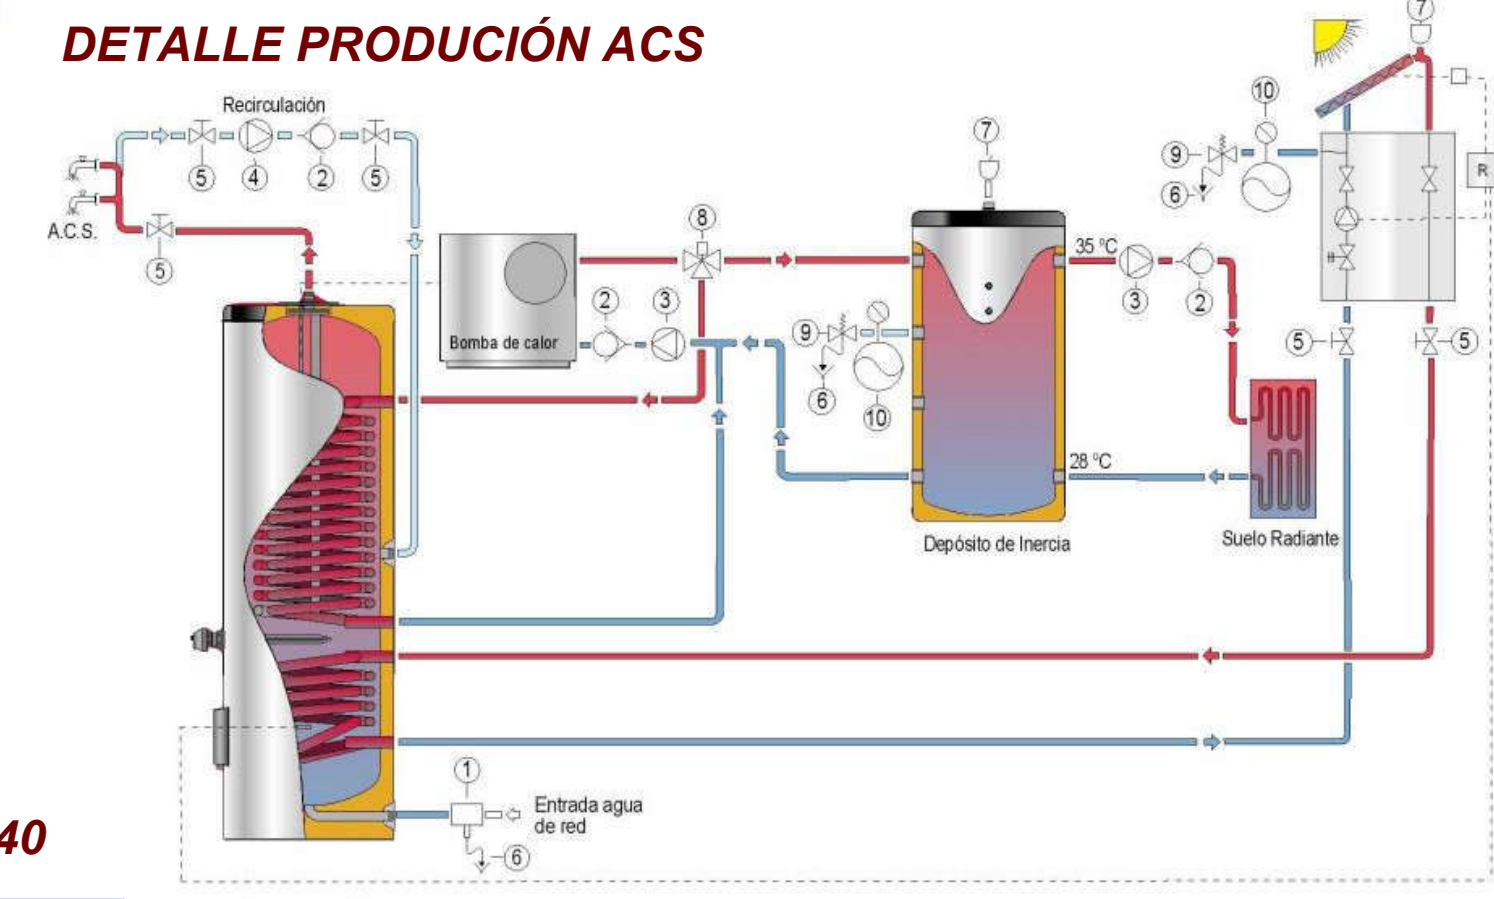 DETALLE PRODUCIÓN ACS
7
Recirculación
10
7
9
5
4
2
5
6
R
8
A.C.S.
5
35 ºC
2
3
3
2
9
Bomba de calor
5
5
6
10
28 ºC
Depósito de Inercia
Suelo Radiante
1
Entrada agua
de red
40
6